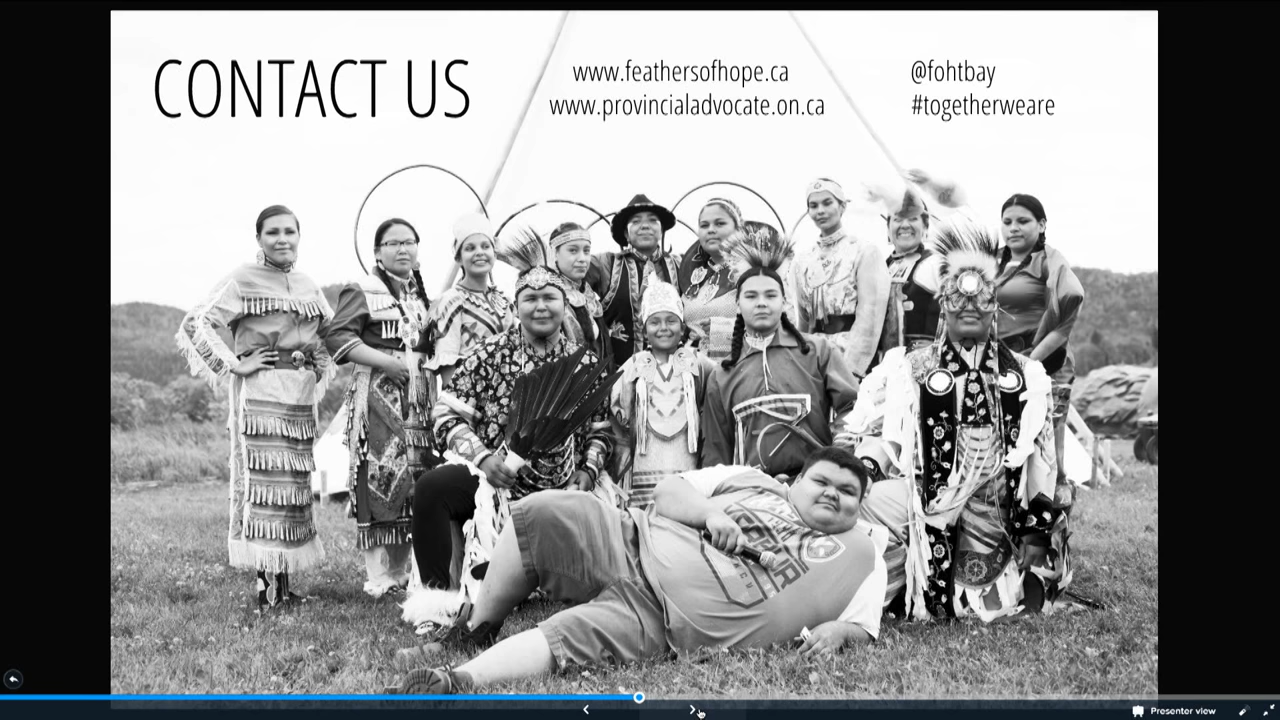 CONTACT US
www.feathersofhope.ca
www.provincialadvocate.on.ca
@fohtbay
#togetherweare
Presenter view